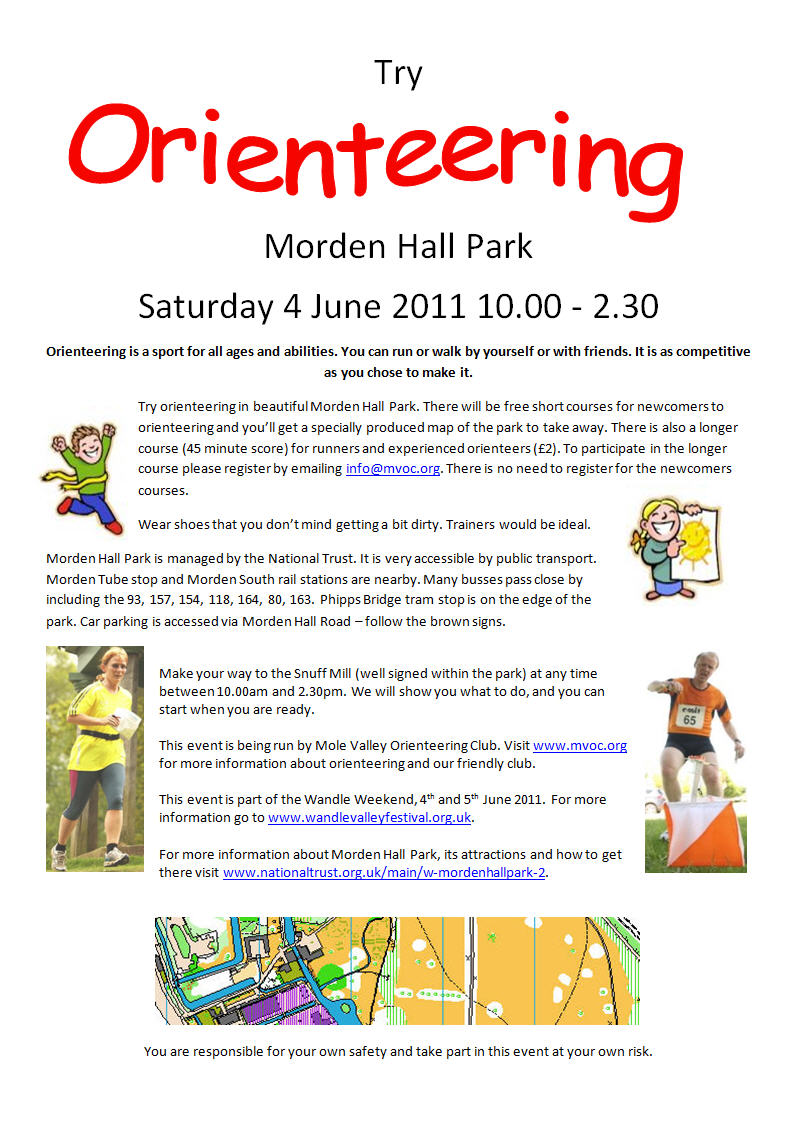 Try
Orienteering
Morden Hall Park
Saturday 4 June 2011 10.00 - 2.30
Orienteering is a sport for all ages and abilities. You can run or walk by yourself or with friends. It is as competitive
as you chose to make it.
Try orienteering in beautiful Morden Hall Park. There will be free short courses for newcomers to
orienteering and you’ll get a specially produced map of the park to take away. There is also a longer
course (45 minute score) for runners and experienced orienteers (£2). To participate in the longer
course please register by emailing info@mvoc.org. There is no need to register for the newcomers
courses.
Wear shoes that you don’t mind getting a bit dirty. Trainers would be ideal.
Morden Hall Park is managed by the National Trust. It is very accessible by public transport.
Morden Tube stop and Morden South rail stations are nearby. Many busses pass close by
including the 93, 157, 154, 118, 164, 80, 163. Phipps Bridge tram stop is on the edge of the
park. Car parking is accessed via Morden Hall Road – follow the brown signs.
Make your way to the Snuff Mill (well signed within the park) at any time
between 10.00am and 2.30pm. We will show you what to do, and you can
start when you are ready.
This event is being run by Mole Valley Orienteering Club. Visit www.mvoc.org
for more information about orienteering and our friendly club.
This event is part of the Wandle Weekend, 4th and 5th June 2011. For more
information go to www.wandlevalleyfestival.org.uk.
For more information about Morden Hall Park, its attractions and how to get
there visit www.nationaltrust.org.uk/main/w-mordenhallpark-2.
65
You are responsible for your own safety and take part in this event at your own risk.